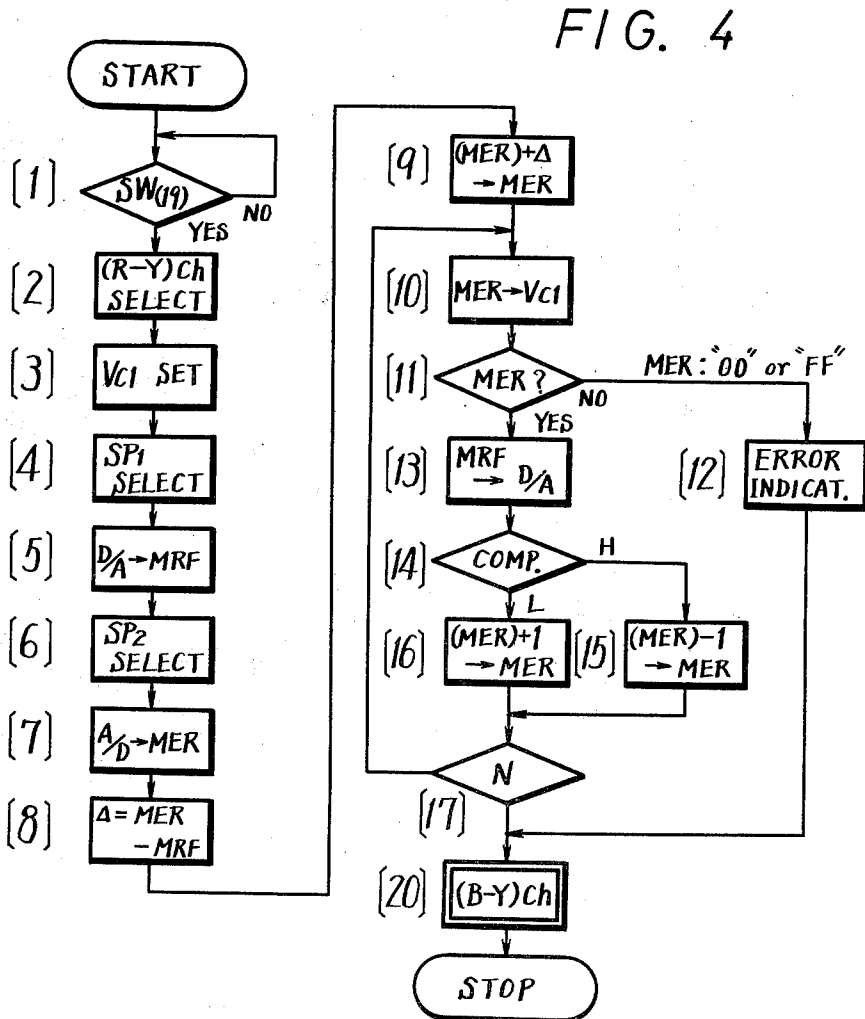 FIG. 4
START
[1]
SW(19)
NO
YES
[2]
(R-Y)Ch
SELECT
[3]
VC1 SET
[4]
SP1
SELECT
[5]
D/A→MRF
[6]
SP2
SELECT
[7]
A/D→MER
[8]
Δ= MER
-MRF
[9]
(MER)+Δ
→MER
[10]
MER→VC1
[11]
MER?
NO
MER: "00" or "FF"
YES
[12]
ERROR
INDICAT.
[13]
MRF
→ D/A
[14]
COMP.
H
L
[16]
(MER)+1
→MER
[15]
(MER)-1
→MER
N
[17]
[20]
(B-Y)Ch
STOP